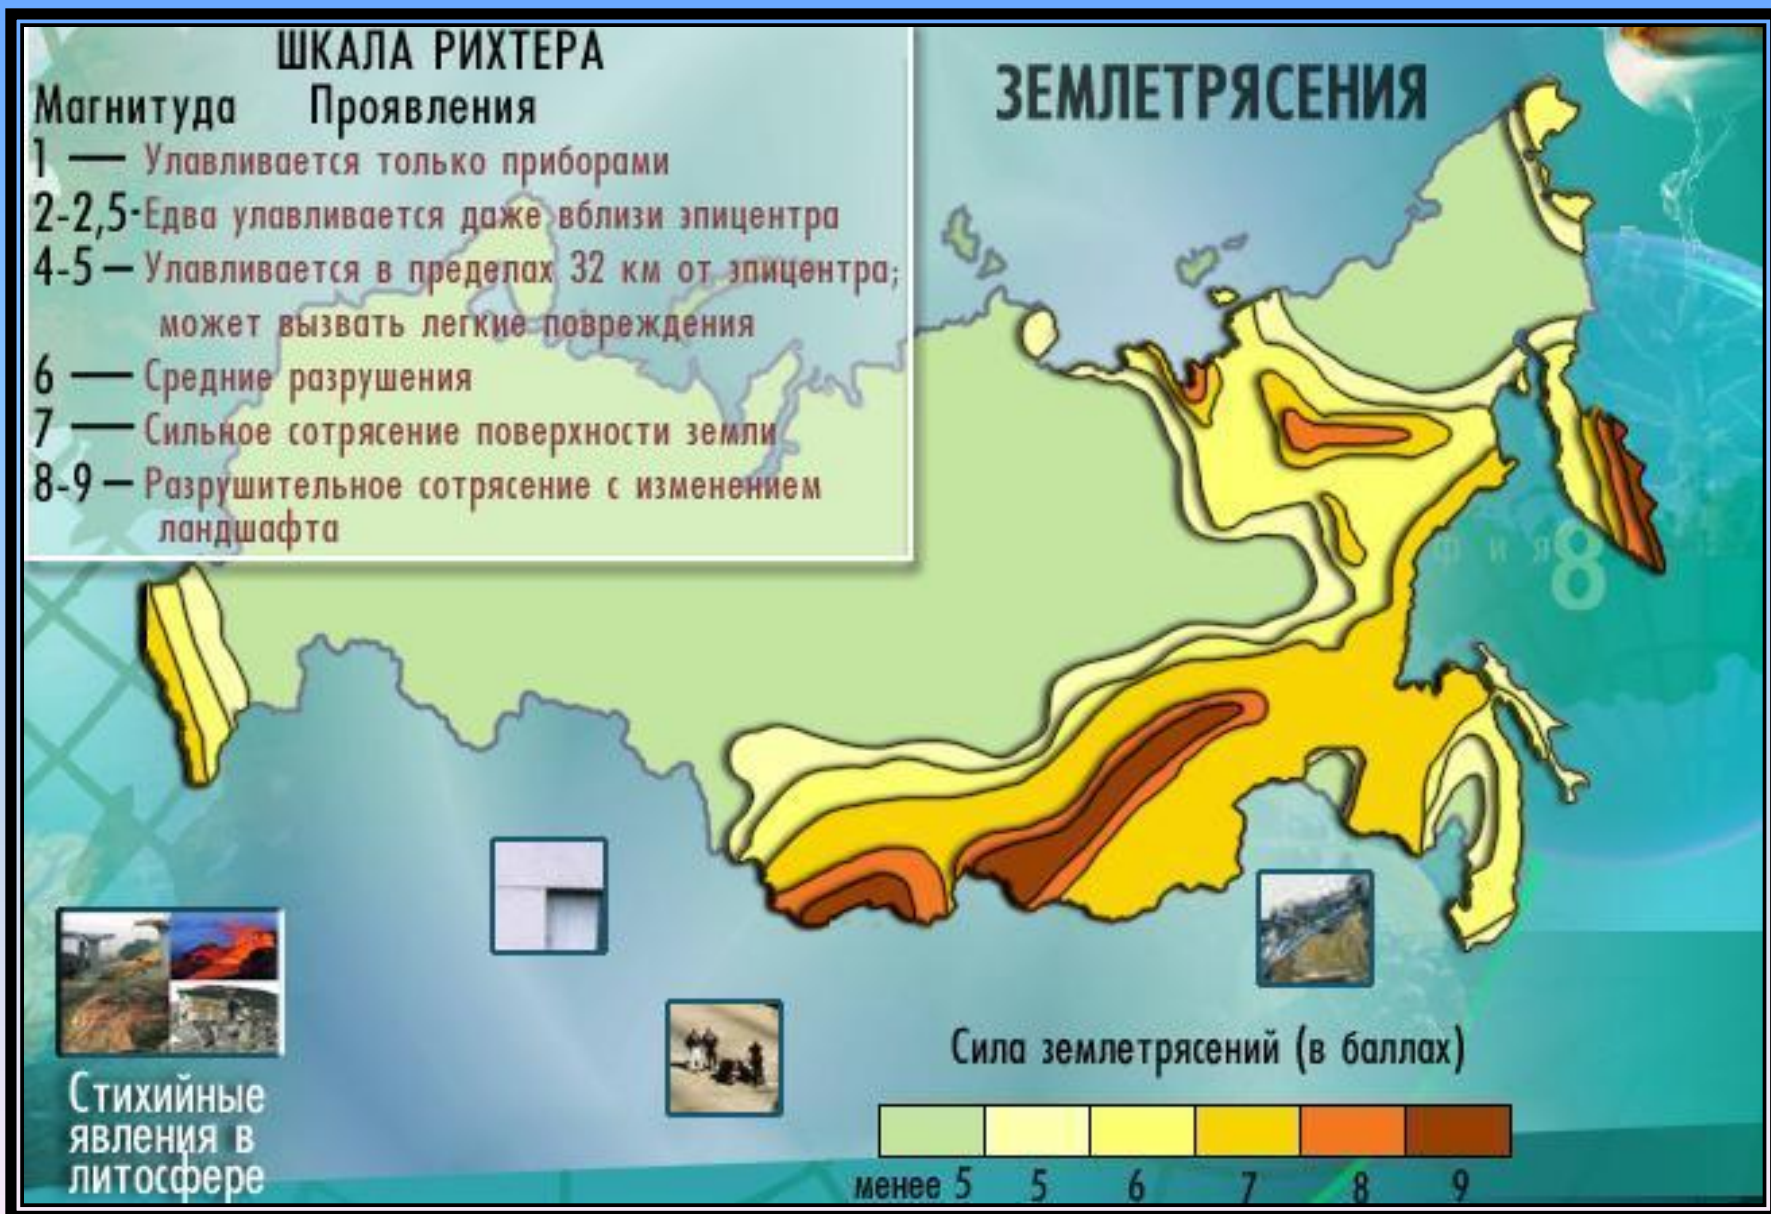 ШКАЛА РИХТЕРА
Магнитуда Проявления
1 — Улавливается только приборами
2-2,5-Едва улавливается даже вблизи эпицентра
4-5 — Улавливается в пределах 32 км от эпицентра;
может вызвать легкие повреждения
6 — Средние разрушения
7 — Сильное сотрясение поверхности земли
8-9 — Разрушительное сотрясение с изменением
ландшафта
ЗЕМЛЕТРЯСЕНИЯ
фия 8
Сила землетрясений (в баллах)
менее 5 5 6 7 8 9
Стихийные
явления в
литосфере